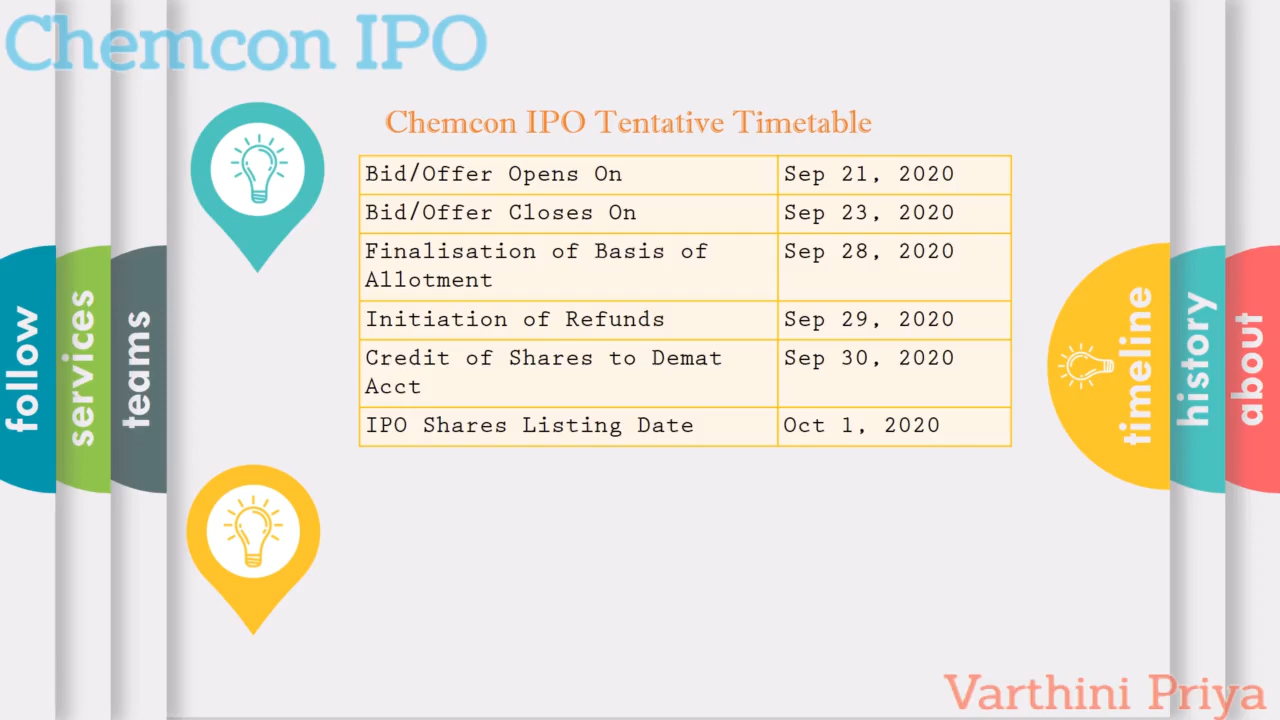 Chemcon IPO
Chemcon IPO Tentative Timetable
Bid/Offer Opens On Sep 21, 2020
Bid/Offer Closes On Sep 23, 2020
Finalisation of Basis of Sep 28, 2020
Allotment
Initiation of Refunds Sep 29, 2020
Credit of Shares to Demat Sep 30, 2020
Acct
IPO Shares Listing Date Oct 1, 2020
follow
services
teams
timeline
history
about
Varthini Priya